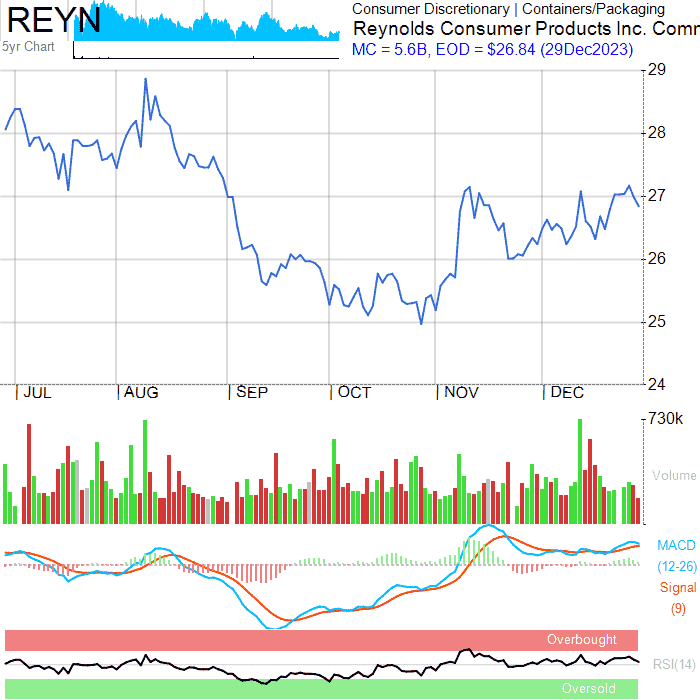 REYN
5yr Chart
Consumer Discretionary | Containers/Packaging
Reynolds Consumer Products Inc. Comm
MC = 5.6B, EOD = $26.84 (29Dec2023)
29
28
27
26
25
24
JUL AUG SEP OCT NOV DEC
730k
Volume
MACD
(12-26)
Signal
(9)
Overbought
RSI(14)
Oversold